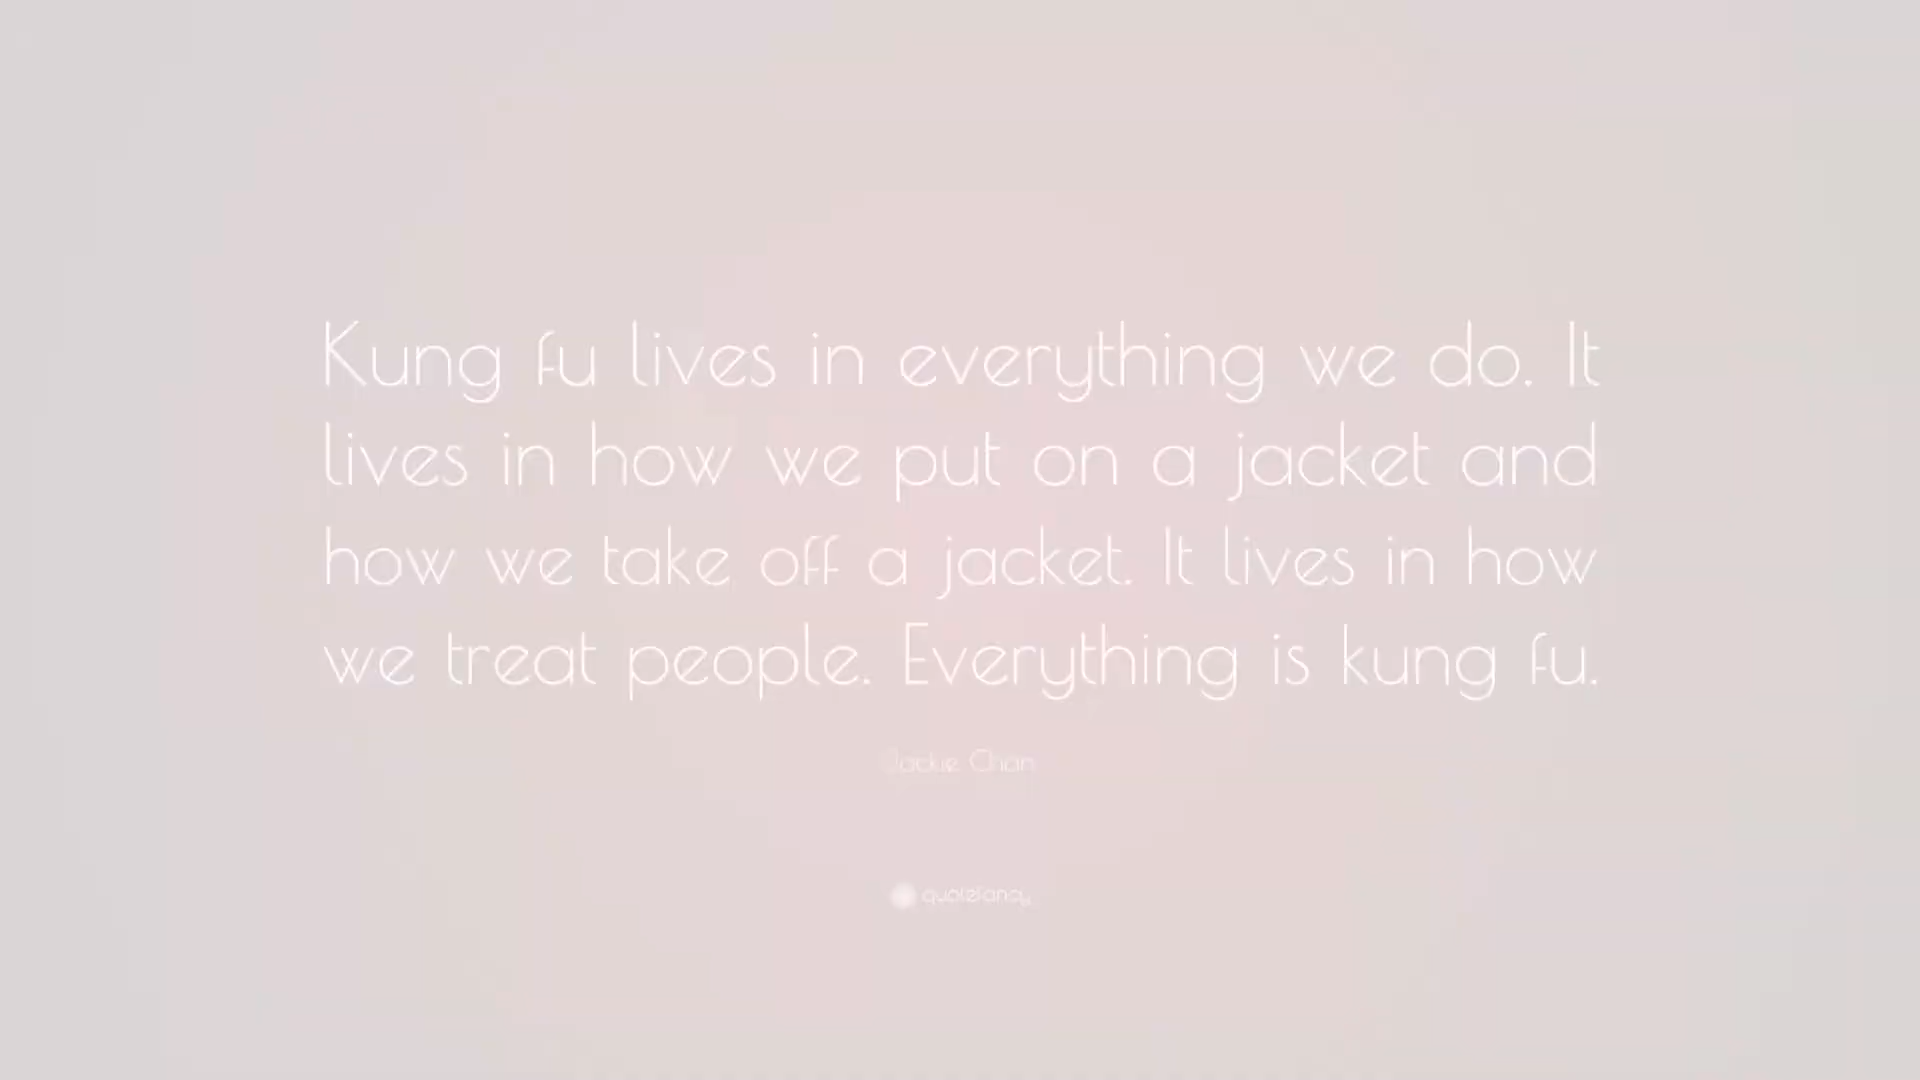 Kung fu lives in everything we do. It
lives in how we put on a jacket and
how we take off a jacket. It lives in how
we treat people. Everything is kung fu.
Jackie Chan
quotefancy